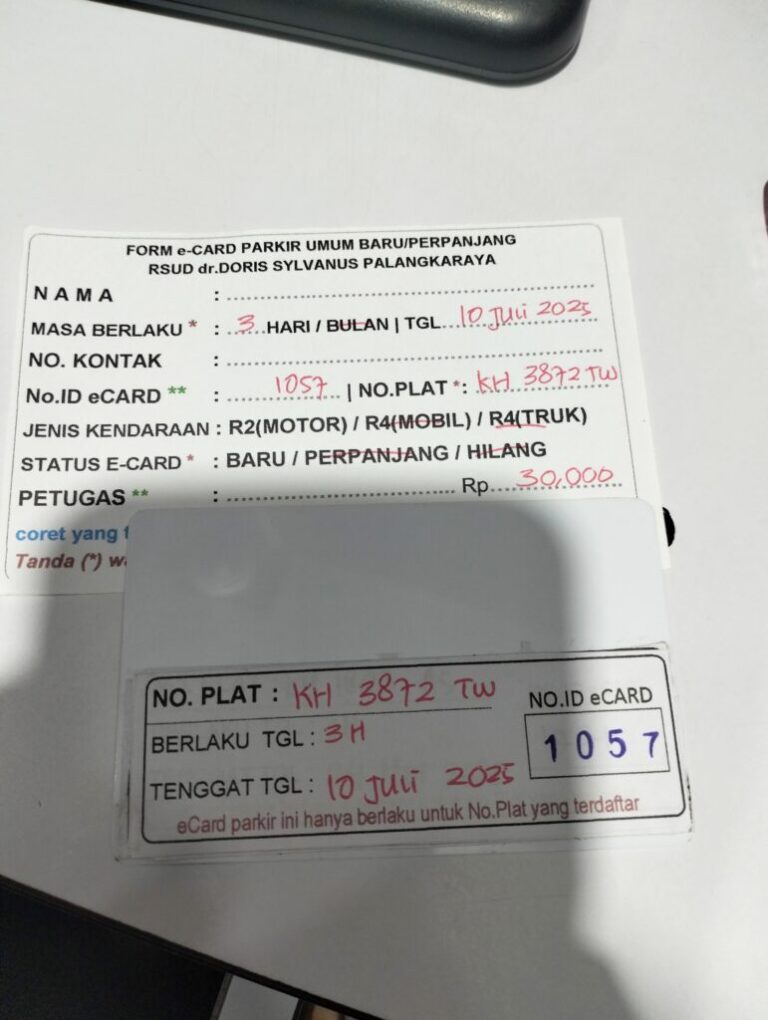 FORM e-CARD PARKIR UMUM BARU/PERPANJANG
RSUD dr.DORIS SYLVANUS PALANGKARAYA
N A M A :
MASA BERLAKU * : 3 HARI / BULAN | TGL 10 Juli 2025
NO. KONTAK :
No.ID eCARD ** : 1057 | NO.PLAT *: KH 3872 TW
JENIS KENDARAAN : R2(MOTOR) / R4(MOBIL) / R4(TRUK)
STATUS E-CARD * : BARU / PERPANJANG / HILANG
PETUGAS ** : Rp. 30.000
coret yang
Tanda (*)
NO. PLAT : KH 3872 TW
NO.ID eCARD
1057
BERLAKU TGL : 3 H
TENGGAT TGL : 10 JULI 2025
eCard parkir ini hanya berlaku untuk No.Plat yang terdaftar